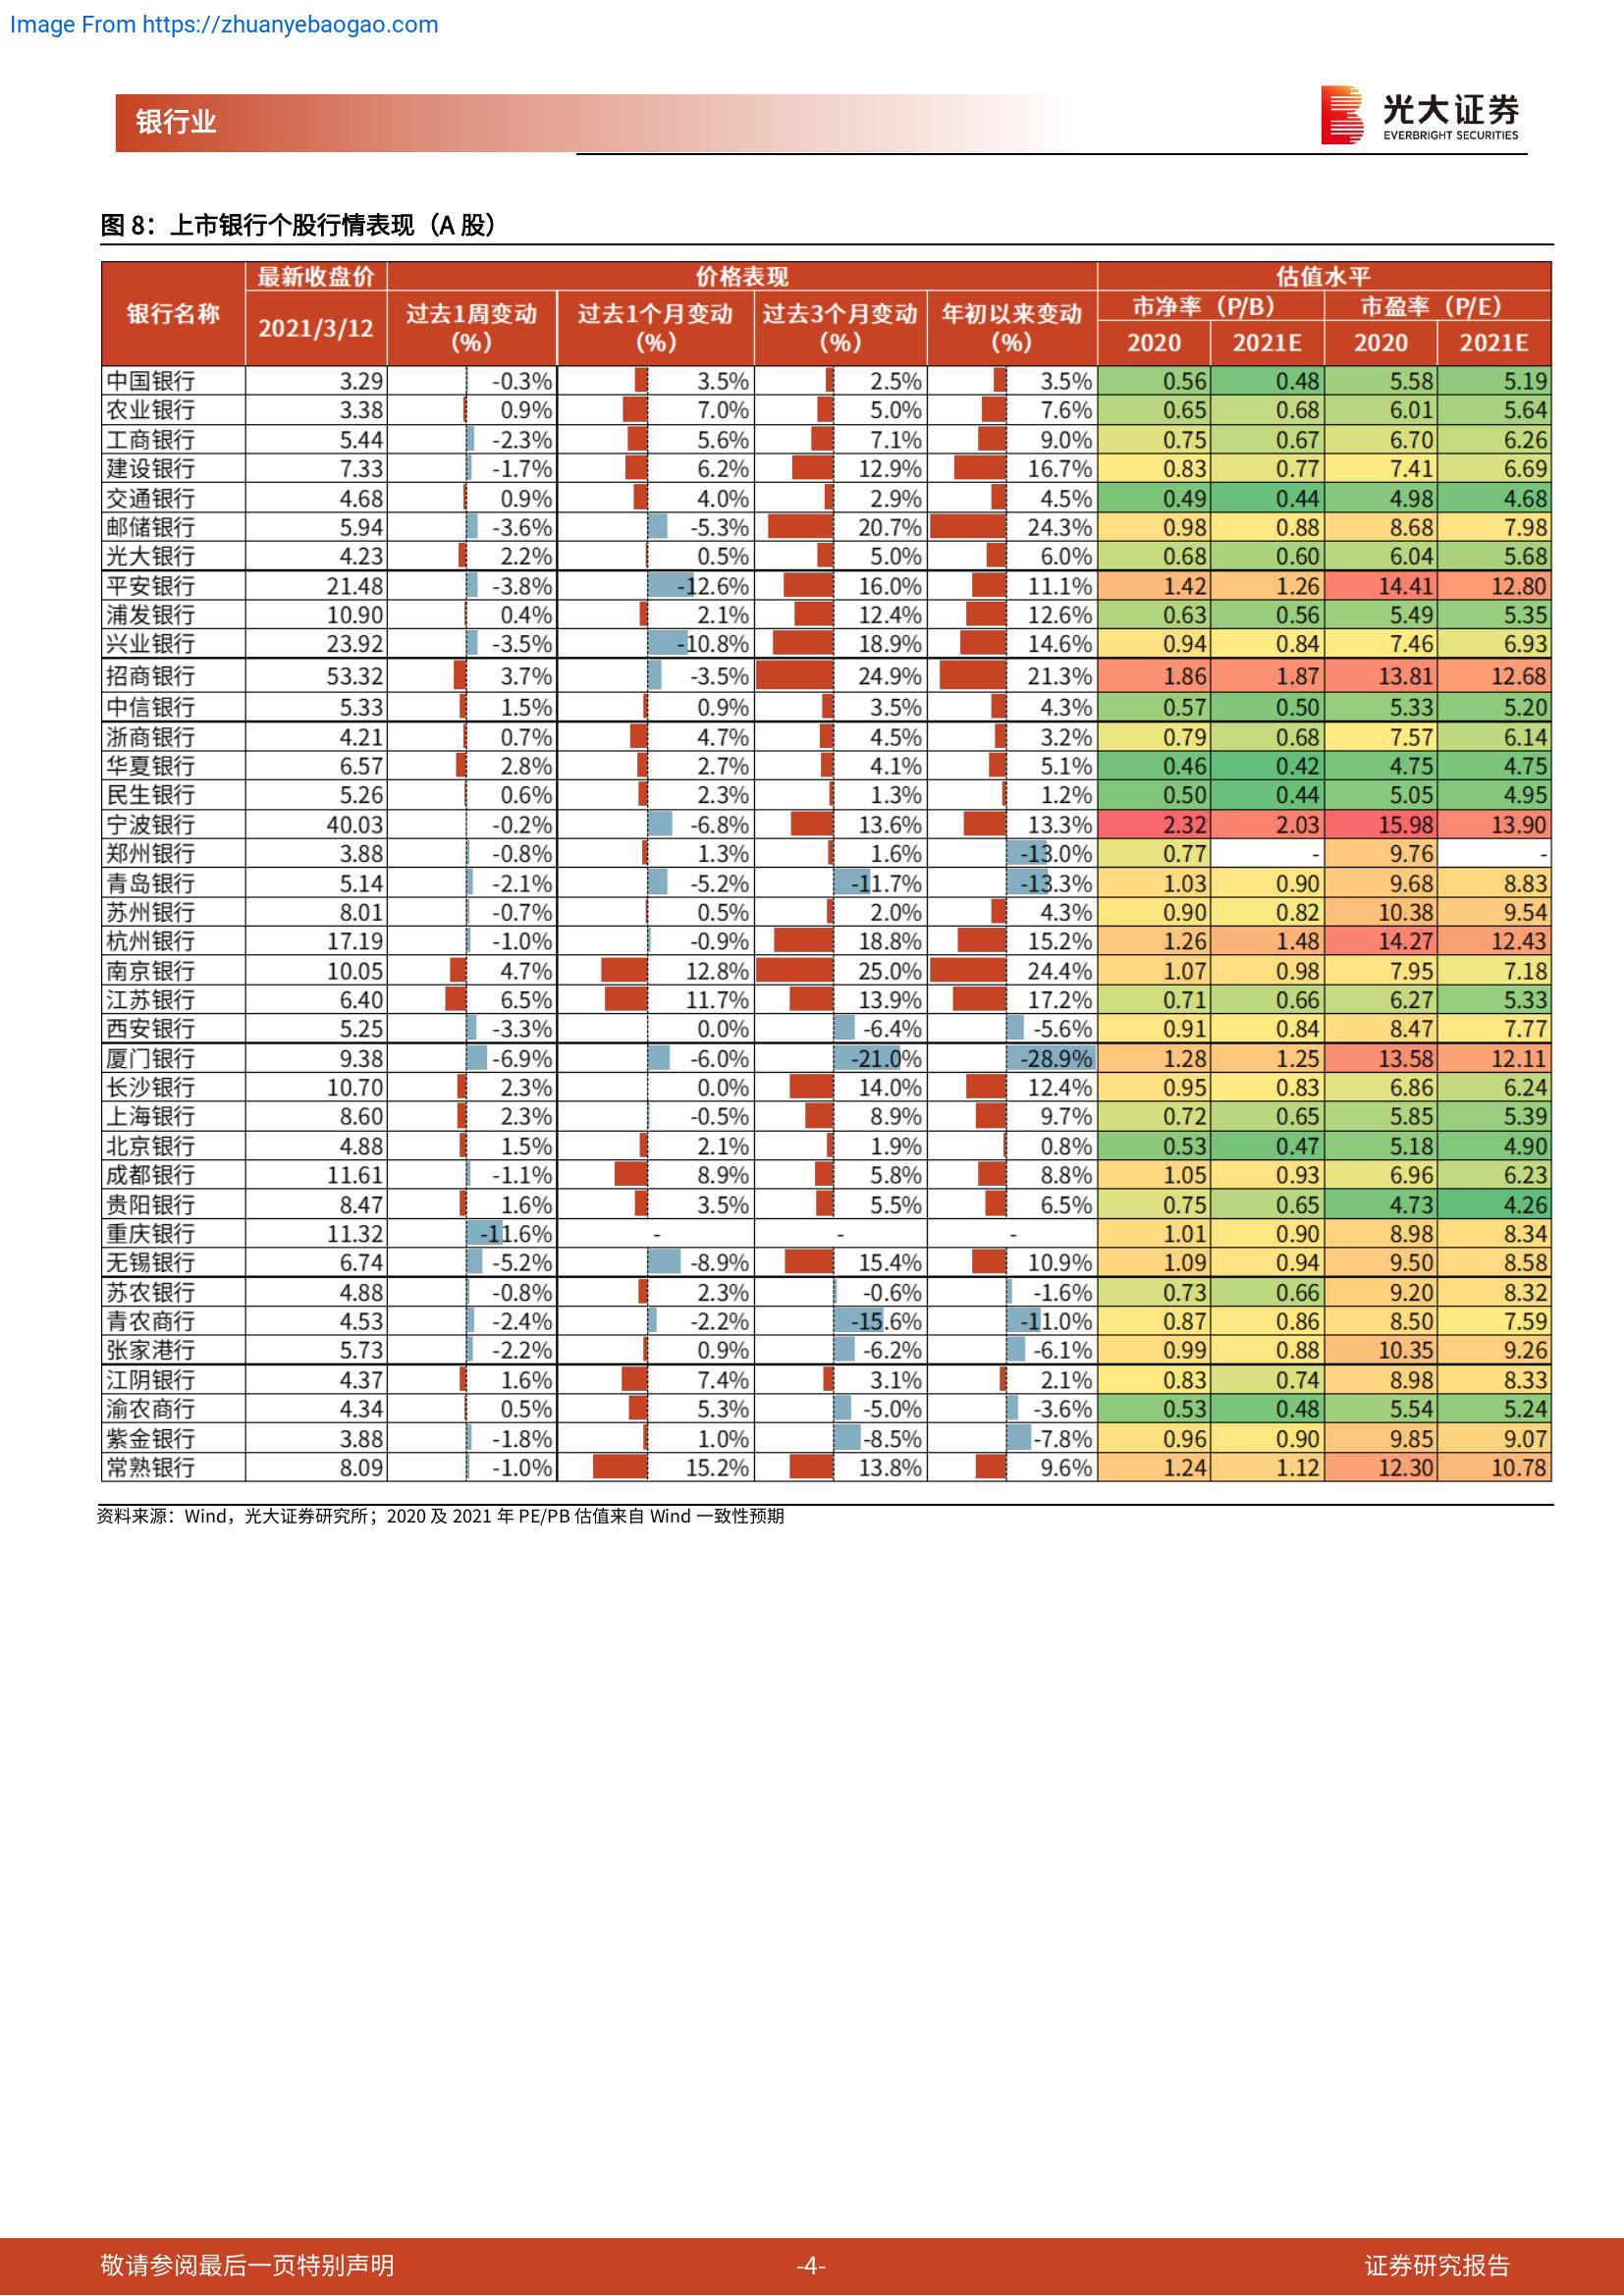 Image From https://zhuanyebaogao.com
银行业
光大证券
EVERBRIGHT SECURITIES
图 8：上市银行个股行情表现（A 股）
银行名称 最新收盘价 价格表现 估值水平
2021/3/12 过去1周变动（%） 过去1个月变动（%） 过去3个月变动（%） 年初以来变动（%） 市净率（P/B） 市盈率（P/E）
2020 2021E 2020 2021E
中国银行 3.29 -0.3% 3.5% 2.5% 3.5% 0.56 0.48 5.58 5.19
农业银行 3.38 0.9% 7.0% 5.0% 7.6% 0.65 0.68 6.01 5.64
工商银行 5.44 -2.3% 5.6% 7.1% 9.0% 0.75 0.67 6.70 6.26
建设银行 7.33 -1.7% 6.2% 12.9% 16.7% 0.83 0.77 7.41 6.69
交通银行 4.68 0.9% 4.0% 2.9% 4.5% 0.49 0.44 4.98 4.68
邮储银行 5.94 -3.6% -5.3% 20.7% 24.3% 0.98 0.88 8.68 7.98
光大银行 4.23 2.2% 0.5% 5.0% 6.0% 0.68 0.60 6.04 5.68
平安银行 21.48 -3.8% -12.6% 16.0% 11.1% 1.42 1.26 14.41 12.80
浦发银行 10.90 0.4% 2.1% 12.4% 12.6% 0.63 0.56 5.49 5.35
兴业银行 23.92 -3.5% -10.8% 18.9% 14.6% 0.94 0.84 7.46 6.93
招商银行 53.32 3.7% -3.5% 24.9% 21.3% 1.86 1.87 13.81 12.68
中信银行 5.33 1.5% 0.9% 3.5% 4.3% 0.57 0.50 5.33 5.20
浙商银行 4.21 0.7% 4.7% 4.5% 3.2% 0.79 0.68 7.57 6.14
华夏银行 6.57 2.8% 2.7% 4.1% 5.1% 0.46 0.42 4.75 4.75
民生银行 5.26 0.6% 2.3% 1.3% 1.2% 0.50 0.44 5.05 4.95
宁波银行 40.03 -0.2% -6.8% 13.6% 13.3% 2.32 2.03 15.98 13.90
郑州银行 3.88 -0.8% 1.3% 1.6% -13.0% 0.77 - 9.76 -
青岛银行 5.14 -2.1% -5.2% -11.7% -13.3% 1.03 0.90 9.68 8.83
苏州银行 8.01 -0.7% 0.5% 2.0% 4.3% 0.90 0.82 10.38 9.54
杭州银行 17.19 -1.0% -0.9% 18.8% 15.2% 1.26 1.48 14.27 12.43
南京银行 10.05 4.7% 12.8% 25.0% 24.4% 1.07 0.98 7.95 7.18
江苏银行 6.40 6.5% 11.7% 13.9% 17.2% 0.71 0.66 6.27 5.33
西安银行 5.25 -3.3% 0.0% -6.4% -5.6% 0.91 0.84 8.47 7.77
厦门银行 9.38 -6.9% -6.0% -21.0% -28.9% 1.28 1.25 13.58 12.11
长沙银行 10.70 2.3% 0.0% 14.0% 12.4% 0.95 0.83 6.86 6.24
上海银行 8.60 2.3% -0.5% 8.9% 9.7% 0.72 0.65 5.85 5.39
北京银行 4.88 1.5% 2.1% 1.9% 0.8% 0.53 0.47 5.18 4.90
成都银行 11.61 -1.1% 8.9% 5.8% 8.8% 1.05 0.93 6.96 6.23
贵阳银行 8.47 1.6% 3.5% 5.5% 6.5% 0.75 0.65 4.73 4.26
重庆银行 11.32 -11.6% - - - 1.01 0.90 8.98 8.34
无锡银行 6.74 -5.2% -8.9% 15.4% 10.9% 1.09 0.94 9.50 8.58
苏农银行 4.88 -0.8% 2.3% -0.6% -1.6% 0.73 0.66 9.20 8.32
青农商行 4.53 -2.4% -2.2% -15.6% -11.0% 0.87 0.86 8.50 7.59
张家港行 5.73 -2.2% 0.9% -6.2% -6.1% 0.99 0.88 10.35 9.26
江阴银行 4.37 1.6% 7.4% 3.1% 2.1% 0.83 0.74 8.98 8.33
渝农商行 4.34 0.5% 5.3% -5.0% -3.6% 0.53 0.48 5.54 5.24
紫金银行 3.88 -1.8% 1.0% -8.5% -7.8% 0.96 0.90 9.85 9.07
常熟银行 8.09 -1.0% 15.2% 13.8% 9.6% 1.24 1.12 12.30 10.78
资料来源：Wind，光大证券研究所；2020 及 2021 年 PE/PB 估值来自 Wind 一致性预期
敬请参阅最后一页特别声明 -4- 证券研究报告